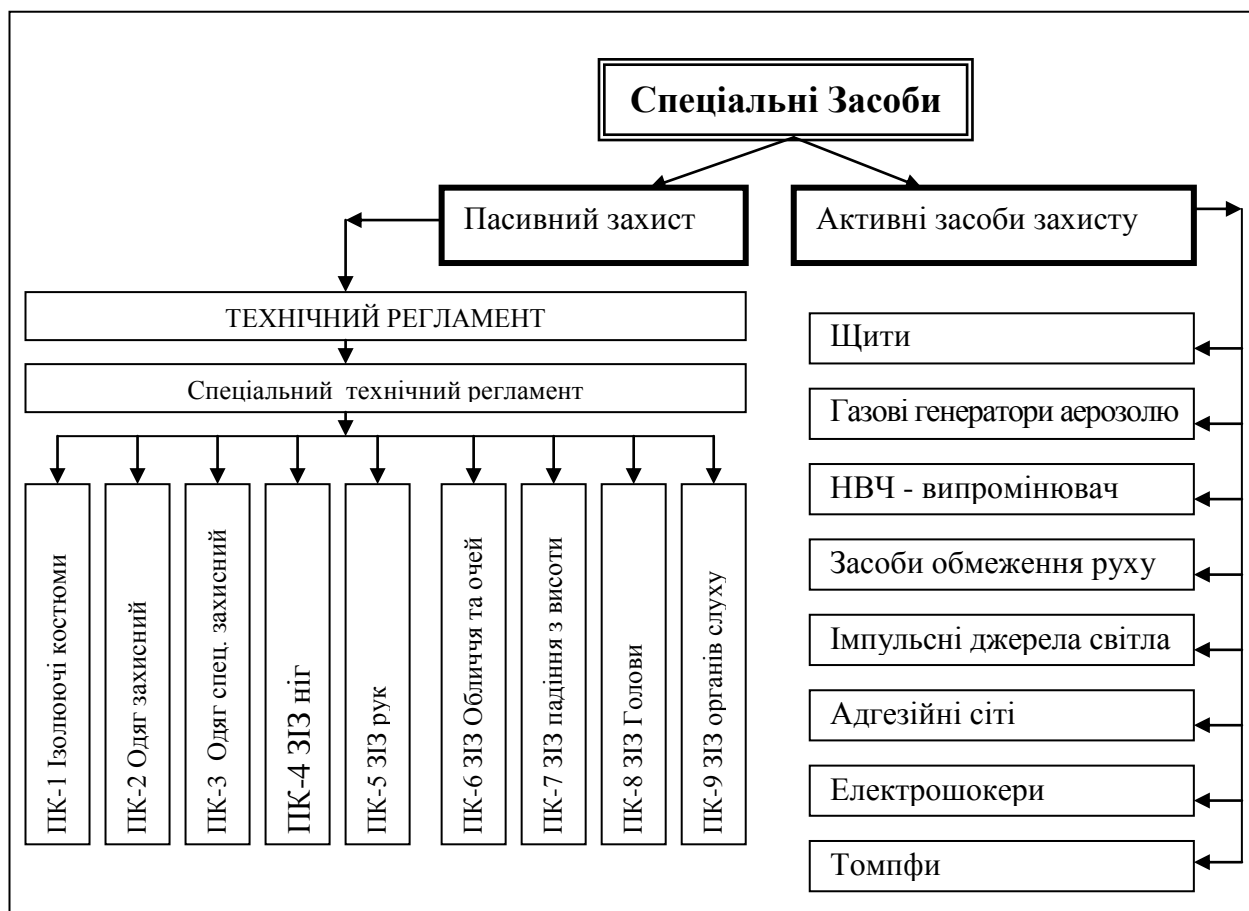 Спеціальні Засоби
Пасивний захист
Активні засоби захисту
ТЕХНІЧНИЙ РЕГЛАМЕНТ
Спеціальний технічний регламент
ПК-1 Ізолюючі костюми
ПК-2 Одяг захисний
ПК-3 Одяг спец. захисний
ПК-4 ЗІЗ ніг
ПК-5 ЗІЗ рук
ПК-6 ЗІЗ Обличчя та очей
ПК-7 ЗІЗ падіння з висоти
ПК-8 ЗІЗ Голови
ПК-9 ЗІЗ органів слуху
Щити
Газові генератори аерозолю
НВЧ - випромінювач
Засоби обмеження руху
Імпульсні джерела світла
Адгезійні сіті
Електрошокери
Томпфи